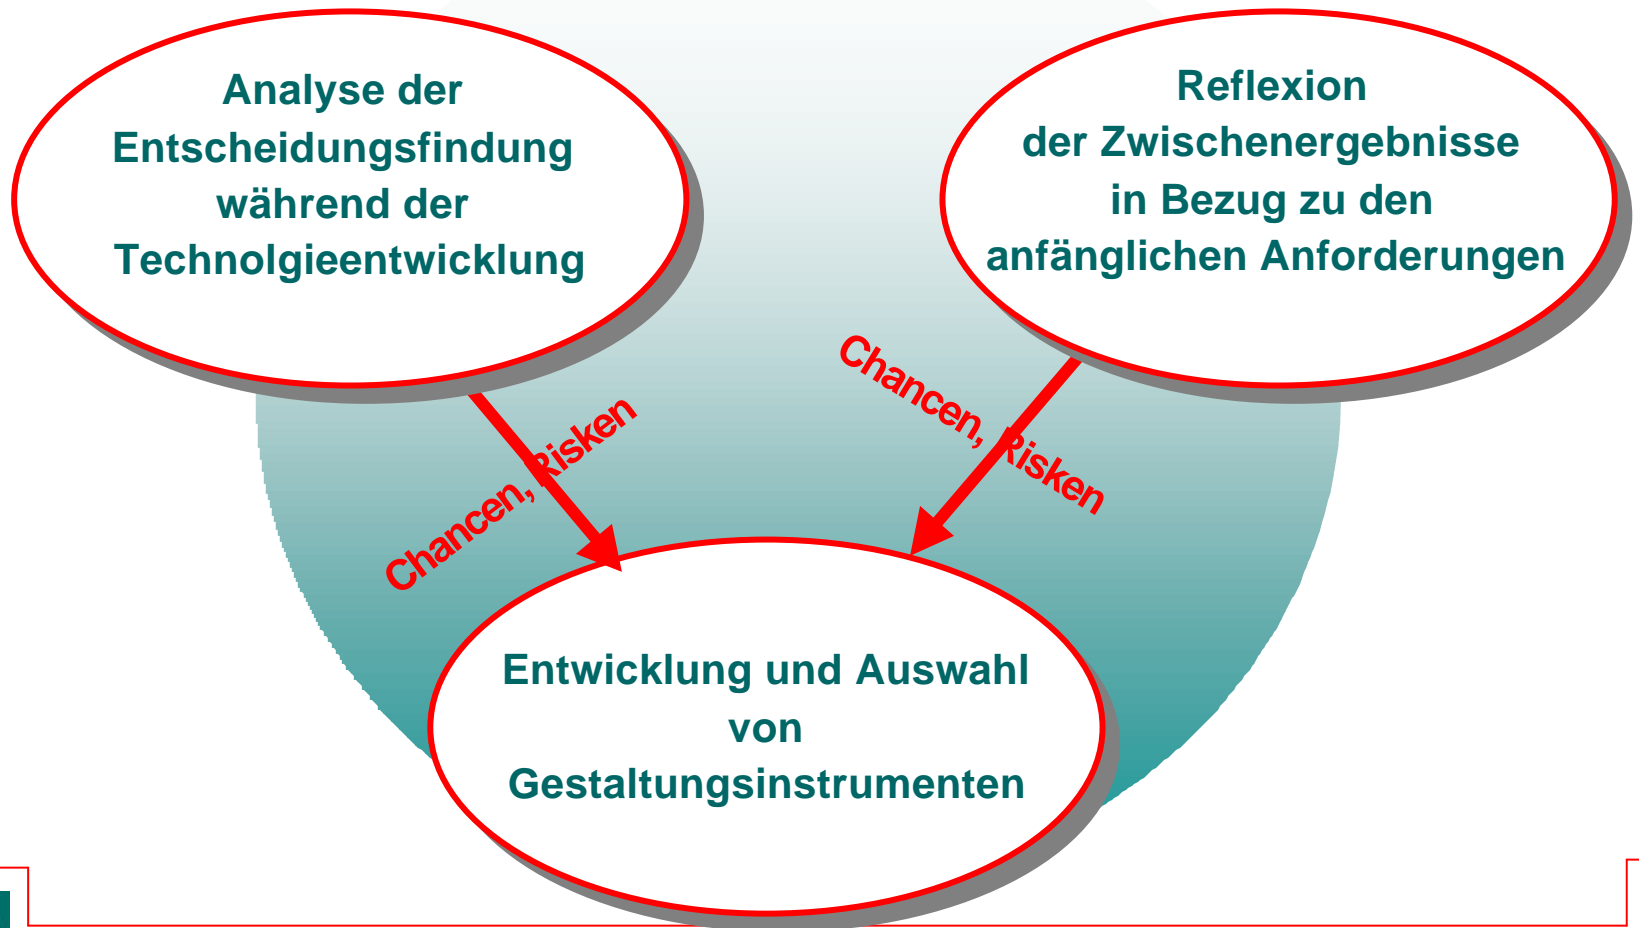 Analyse der
Entscheidungsfindung
während der
Technolgieentwicklung
Reflexion
der Zwischenergebnisse
in Bezug zu den
anfänglichen Anforderungen
Chancen, Risken
Chancen, Risken
Entwicklung und Auswahl
von
Gestaltungsinstrumenten